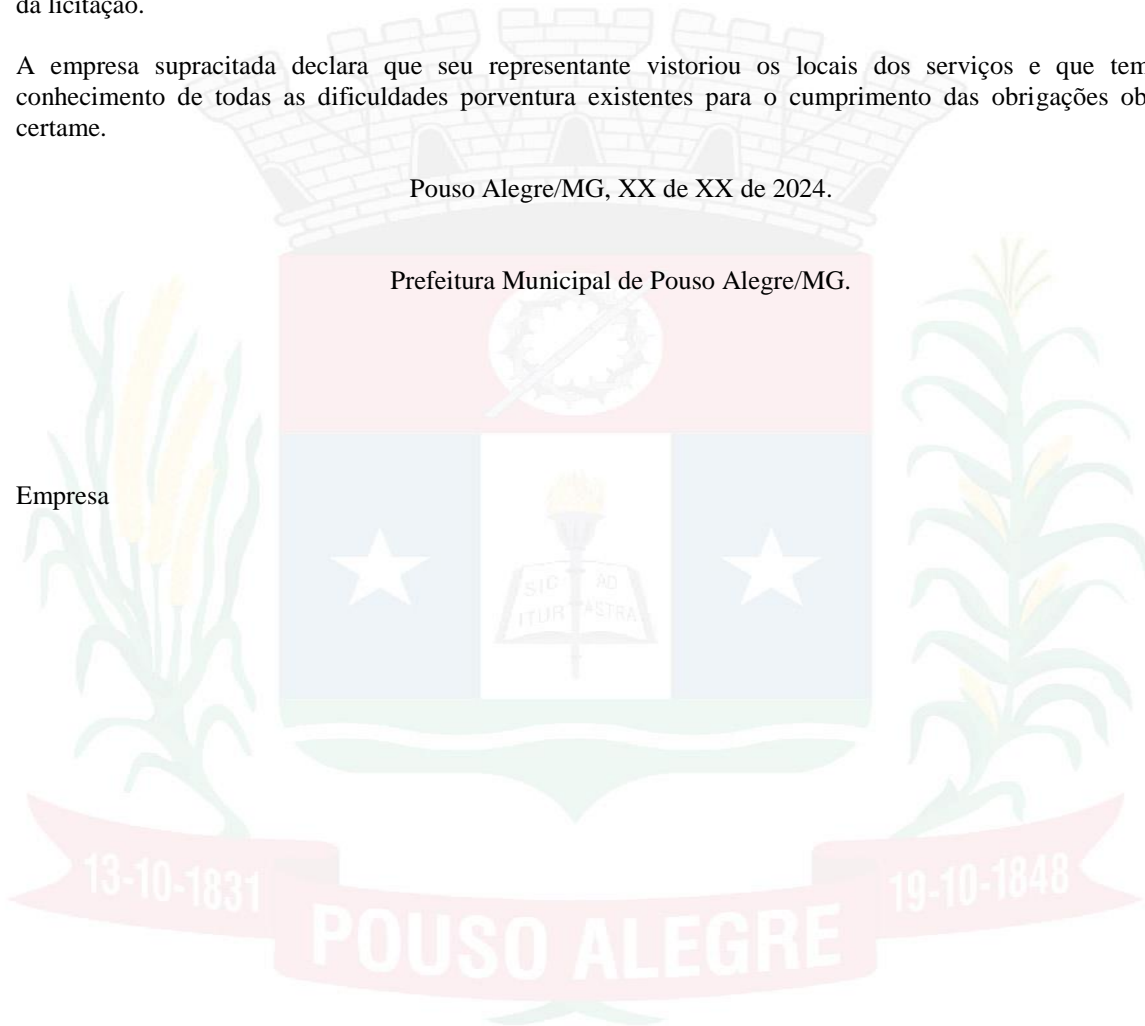 da licitação.
A empresa supracitada declara que seu representante vistoriou os locais dos serviços e que tem
conhecimento de todas as dificuldades porventura existentes para o cumprimento das obrigações ob
certame.
Pouso Alegre/MG, XX de XX de 2024.
Prefeitura Municipal de Pouso Alegre/MG.
Empresa
SIC AD
ITUR ASTRA
13-10-1831
19-10-1848
POUSO ALEGRE